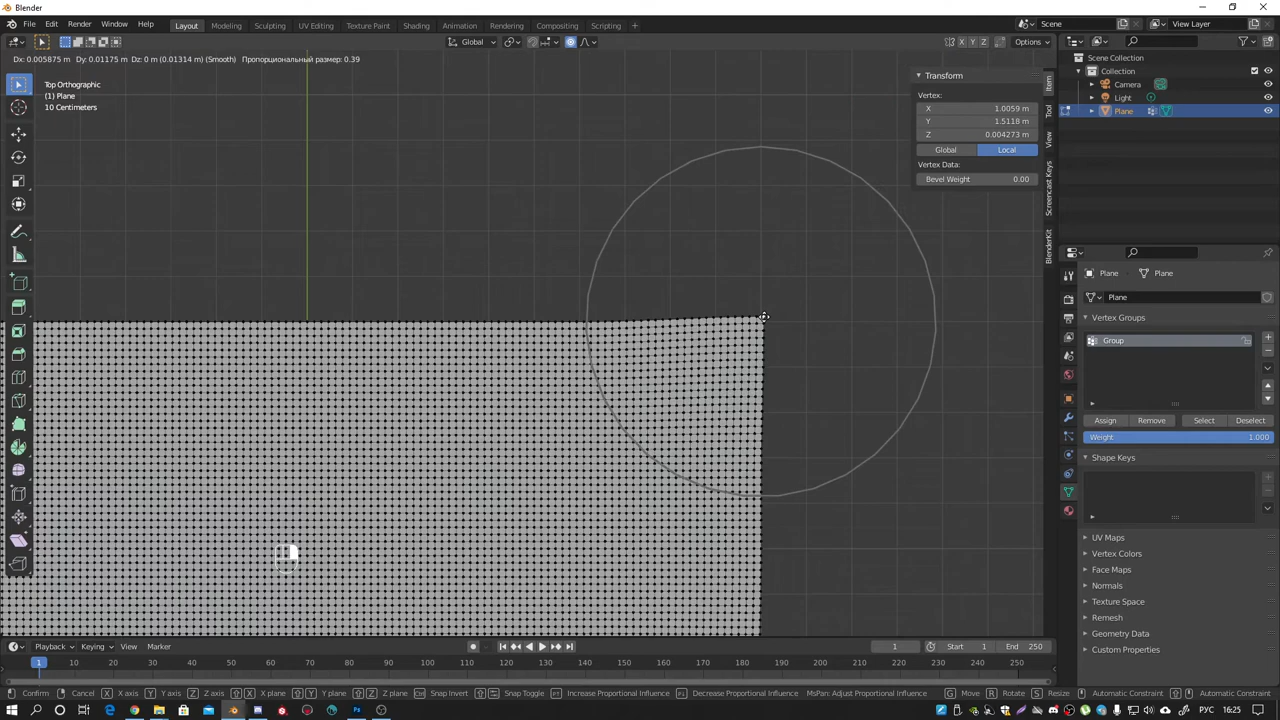 Blender
File Edit Render Window Help Layout Modeling Sculpting UV Editing Texture Paint Shading Animation Rendering Compositing Scripting + Scene View Layer
Global X Y Z Options
Dx: 0.005875 m Dy: 0.01175 m Dz: 0 m (0.01314 m) (Smooth) Пропорциональный размер: 0.39
Top Orthographic
(1) Plane
10 Centimeters
Transform
Vertex:
X 1.0059 m
Y 1.5118 m
Z 0.004273 m
Global Local
Vertex Data:
Bevel Weight 0.00
Item
Tool
View
Screencast Keys
BlenderKit
Scene Collection
Collection
Camera
Light
Plane
Plane Plane
Plane
Vertex Groups
Group
Assign Remove Select Deselect
Weight 1.000
Shape Keys
UV Maps
Vertex Colors
Face Maps
Normals
Texture Space
Remesh
Geometry Data
Custom Properties
Playback Keying View Marker 1 Start 1 End 250
1 10 20 30 40 50 60 70 80 90 100 110 120 130 140 150 160 170 180 190 200 210 220 230 240 250
Confirm Cancel X X axis Y Y axis Z Z axis X X plane Y Y plane Z Z plane Snap Invert Snap Toggle Increase Proportional Influence Decrease Proportional Influence MsPan: Adjust Proportional Influence G Move R Rotate S Resize Automatic Constraint Automatic Constraint
РУС 16:25